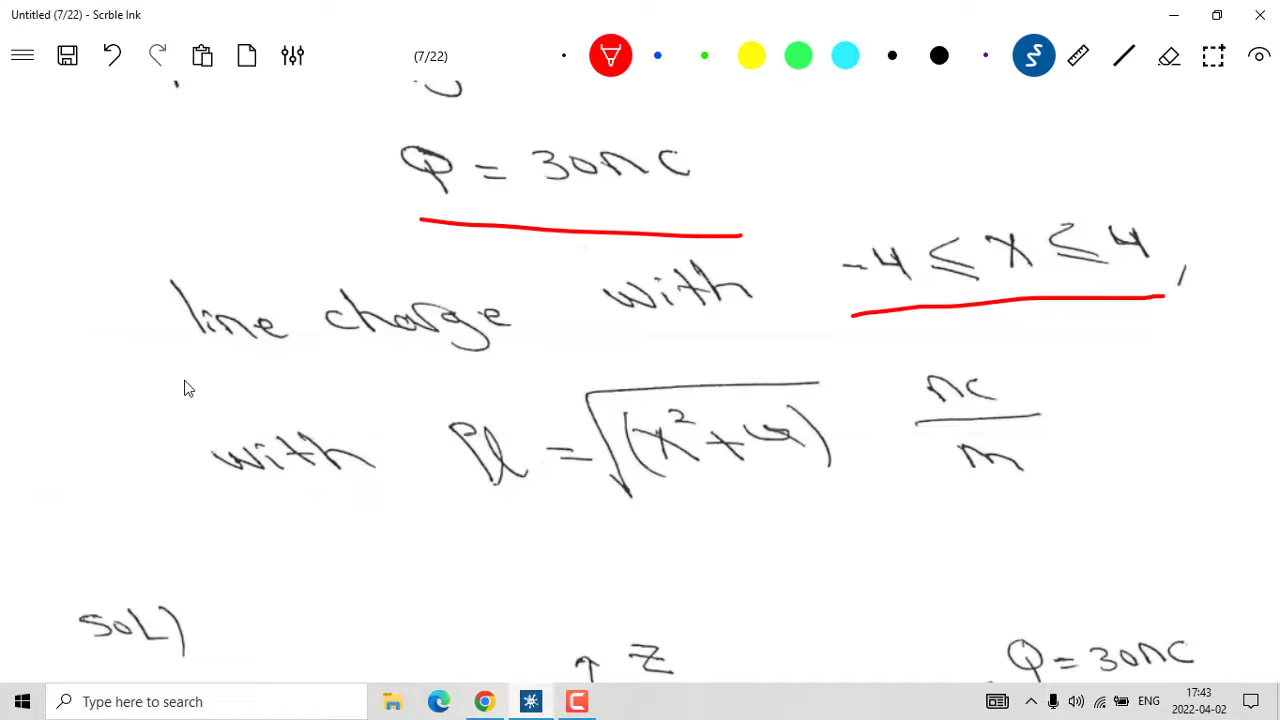 Untitled (7/22) - Scrble Ink
(7/22)
Q = 30nC
line charge with -4 ≤ x ≤ 4,
with ρl = √(x²+4) nc/m
SOL)
Z
Q = 30nC
Type here to search
ENG
17:43
2022-04-02